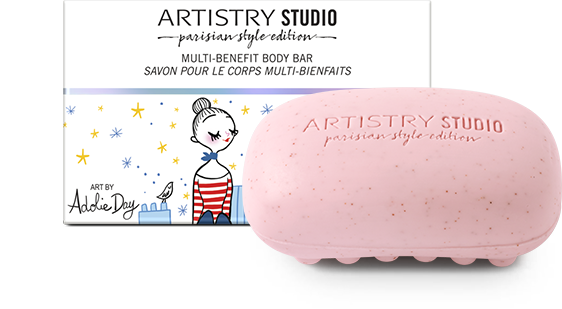 ARTISTRY STUDIO
parisian style edition
MULTI-BENEFIT BODY BAR
SAVON POUR LE CORPS MULTI-BIENFAITS
ART BY
Adolie Day
ARTISTRY STUDIO
parisian style edition